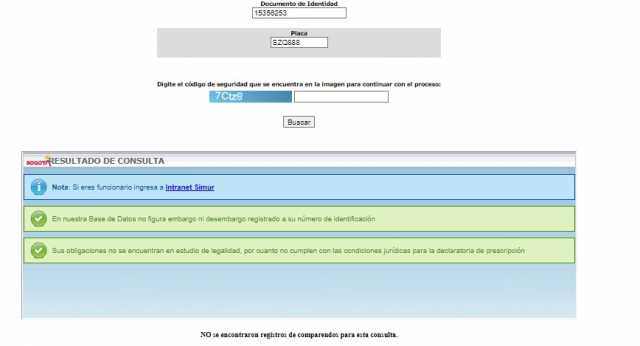 Documento de Identidad
15356253
Placa
SZQ888
Digite el código de seguridad que se encuentra en la imagen para continuar con el proceso:
7Ctz9
Buscar
BOGOTÁ RESULTADO DE CONSULTA
Nota: Si eres funcionario ingresa a Intranet Simur
En nuestra Base de Datos no figura embargo ni desembargo registrado a su número de identificación
Sus obligaciones no se encuentran en estudio de legalidad, por cuanto no cumplen con las condiciones jurídicas para la declaratoria de prescripción
NO se encontraron registros de comparendos para esta consulta.